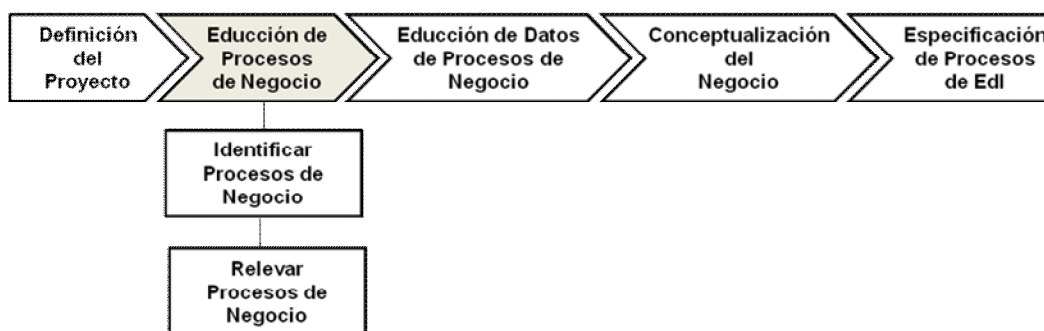 Definición
del
Proyecto
Educción de
Procesos
de Negocio
Educción de Datos
de Procesos de
Negocio
Conceptualización
del
Negocio
Especificación
de Procesos
de EdI
Identificar
Procesos de
Negocio
Relevar
Procesos de
Negocio